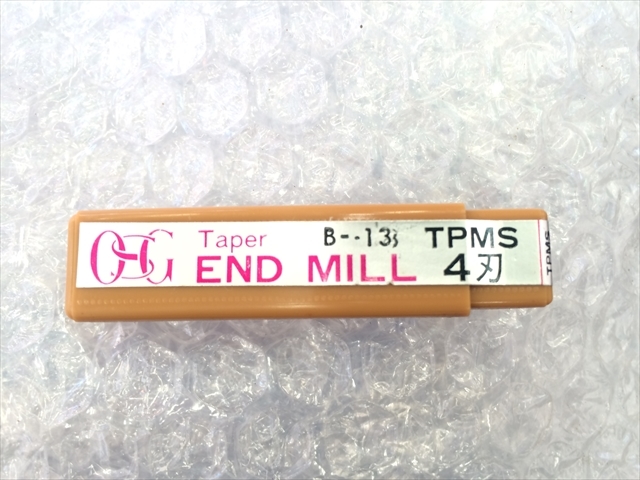 OSG Taper B--13 TPMS
END MILL 4刃
TPMS